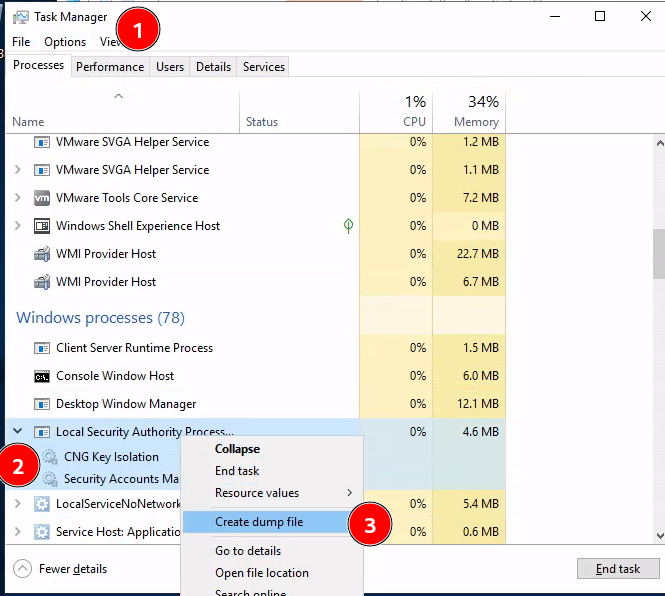 Task Manager
1
File Options View
Processes Performance Users Details Services
1% 34%
Name Status CPU Memory
VMware SVGA Helper Service 0% 1.2 MB
VMware SVGA Helper Service 0% 1.1 MB
vm VMware Tools Core Service 0% 7.2 MB
Windows Shell Experience Host 0% 0 MB
WMI Provider Host 0% 22.7 MB
WMI Provider Host 0% 6.7 MB
Windows processes (78)
Client Server Runtime Process 0% 1.5 MB
Console Window Host 0% 6.0 MB
Desktop Window Manager 0% 12.1 MB
Local Security Authority Process... 0% 4.6 MB
2
CNG Key Isolation
Security Accounts Ma
LocalServiceNoNetwork 0% 5.4 MB
Service Host: Applicatio 0% 0.6 MB
Collapse
End task
Resource values
Create dump file
3
Go to details
Open file location
Search online
Fewer details End task